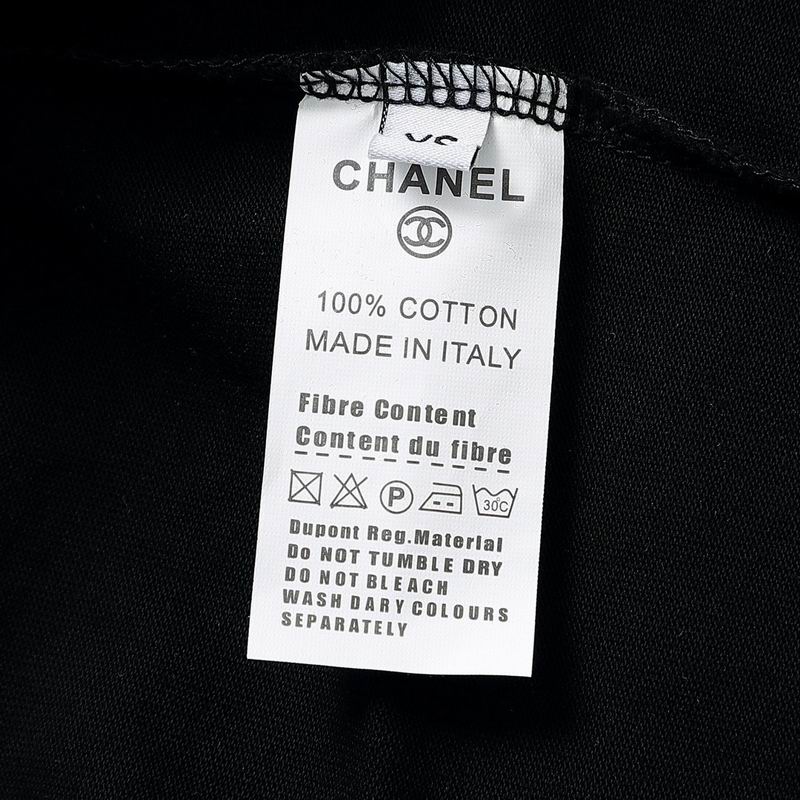 CHANEL
100% COTTON
MADE IN ITALY
Fibre Content
Content du fibre
P
30°C
Dupont Reg.Material
Do NOT TUMBLE DRY
DO NOT BLEACH
WASH DARY COLOURS
SEPARATELY